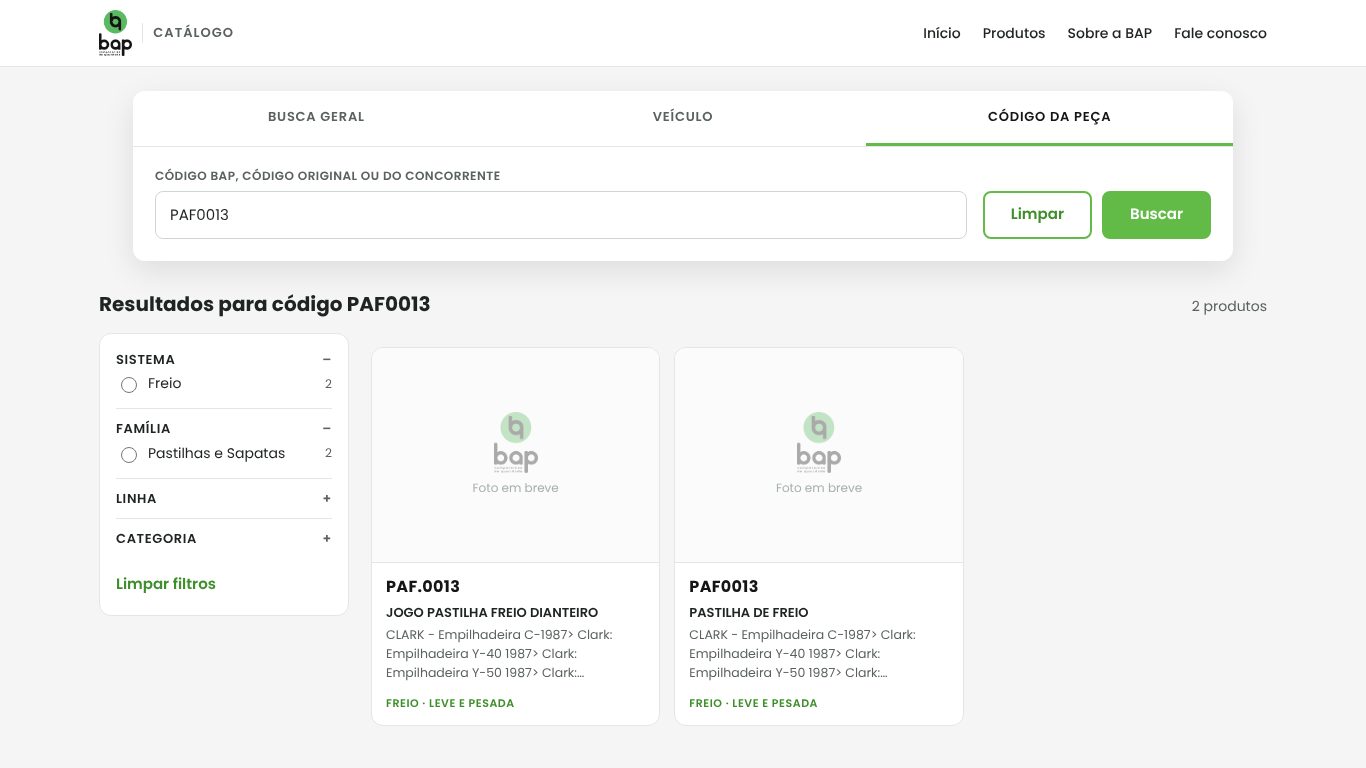 bap
CATÁLOGO
Início
Produtos
Sobre a BAP
Fale conosco
BUSCA GERAL
VEÍCULO
CÓDIGO DA PEÇA
CÓDIGO BAP, CÓDIGO ORIGINAL OU DO CONCORRENTE
PAF0013
Limpar
Buscar
Resultados para código PAF0013
2 produtos
SISTEMA −
Freio 2
FAMÍLIA −
Pastilhas e Sapatas 2
LINHA +
CATEGORIA +
Limpar filtros
bap
Foto em breve
PAF.0013
JOGO PASTILHA FREIO DIANTEIRO
CLARK - Empilhadeira C-1987> Clark:
Empilhadeira Y-40 1987> Clark:
Empilhadeira Y-50 1987> Clark:...
FREIO · LEVE E PESADA
bap
Foto em breve
PAF0013
PASTILHA DE FREIO
CLARK - Empilhadeira C-1987> Clark:
Empilhadeira Y-40 1987> Clark:
Empilhadeira Y-50 1987> Clark:...
FREIO · LEVE E PESADA